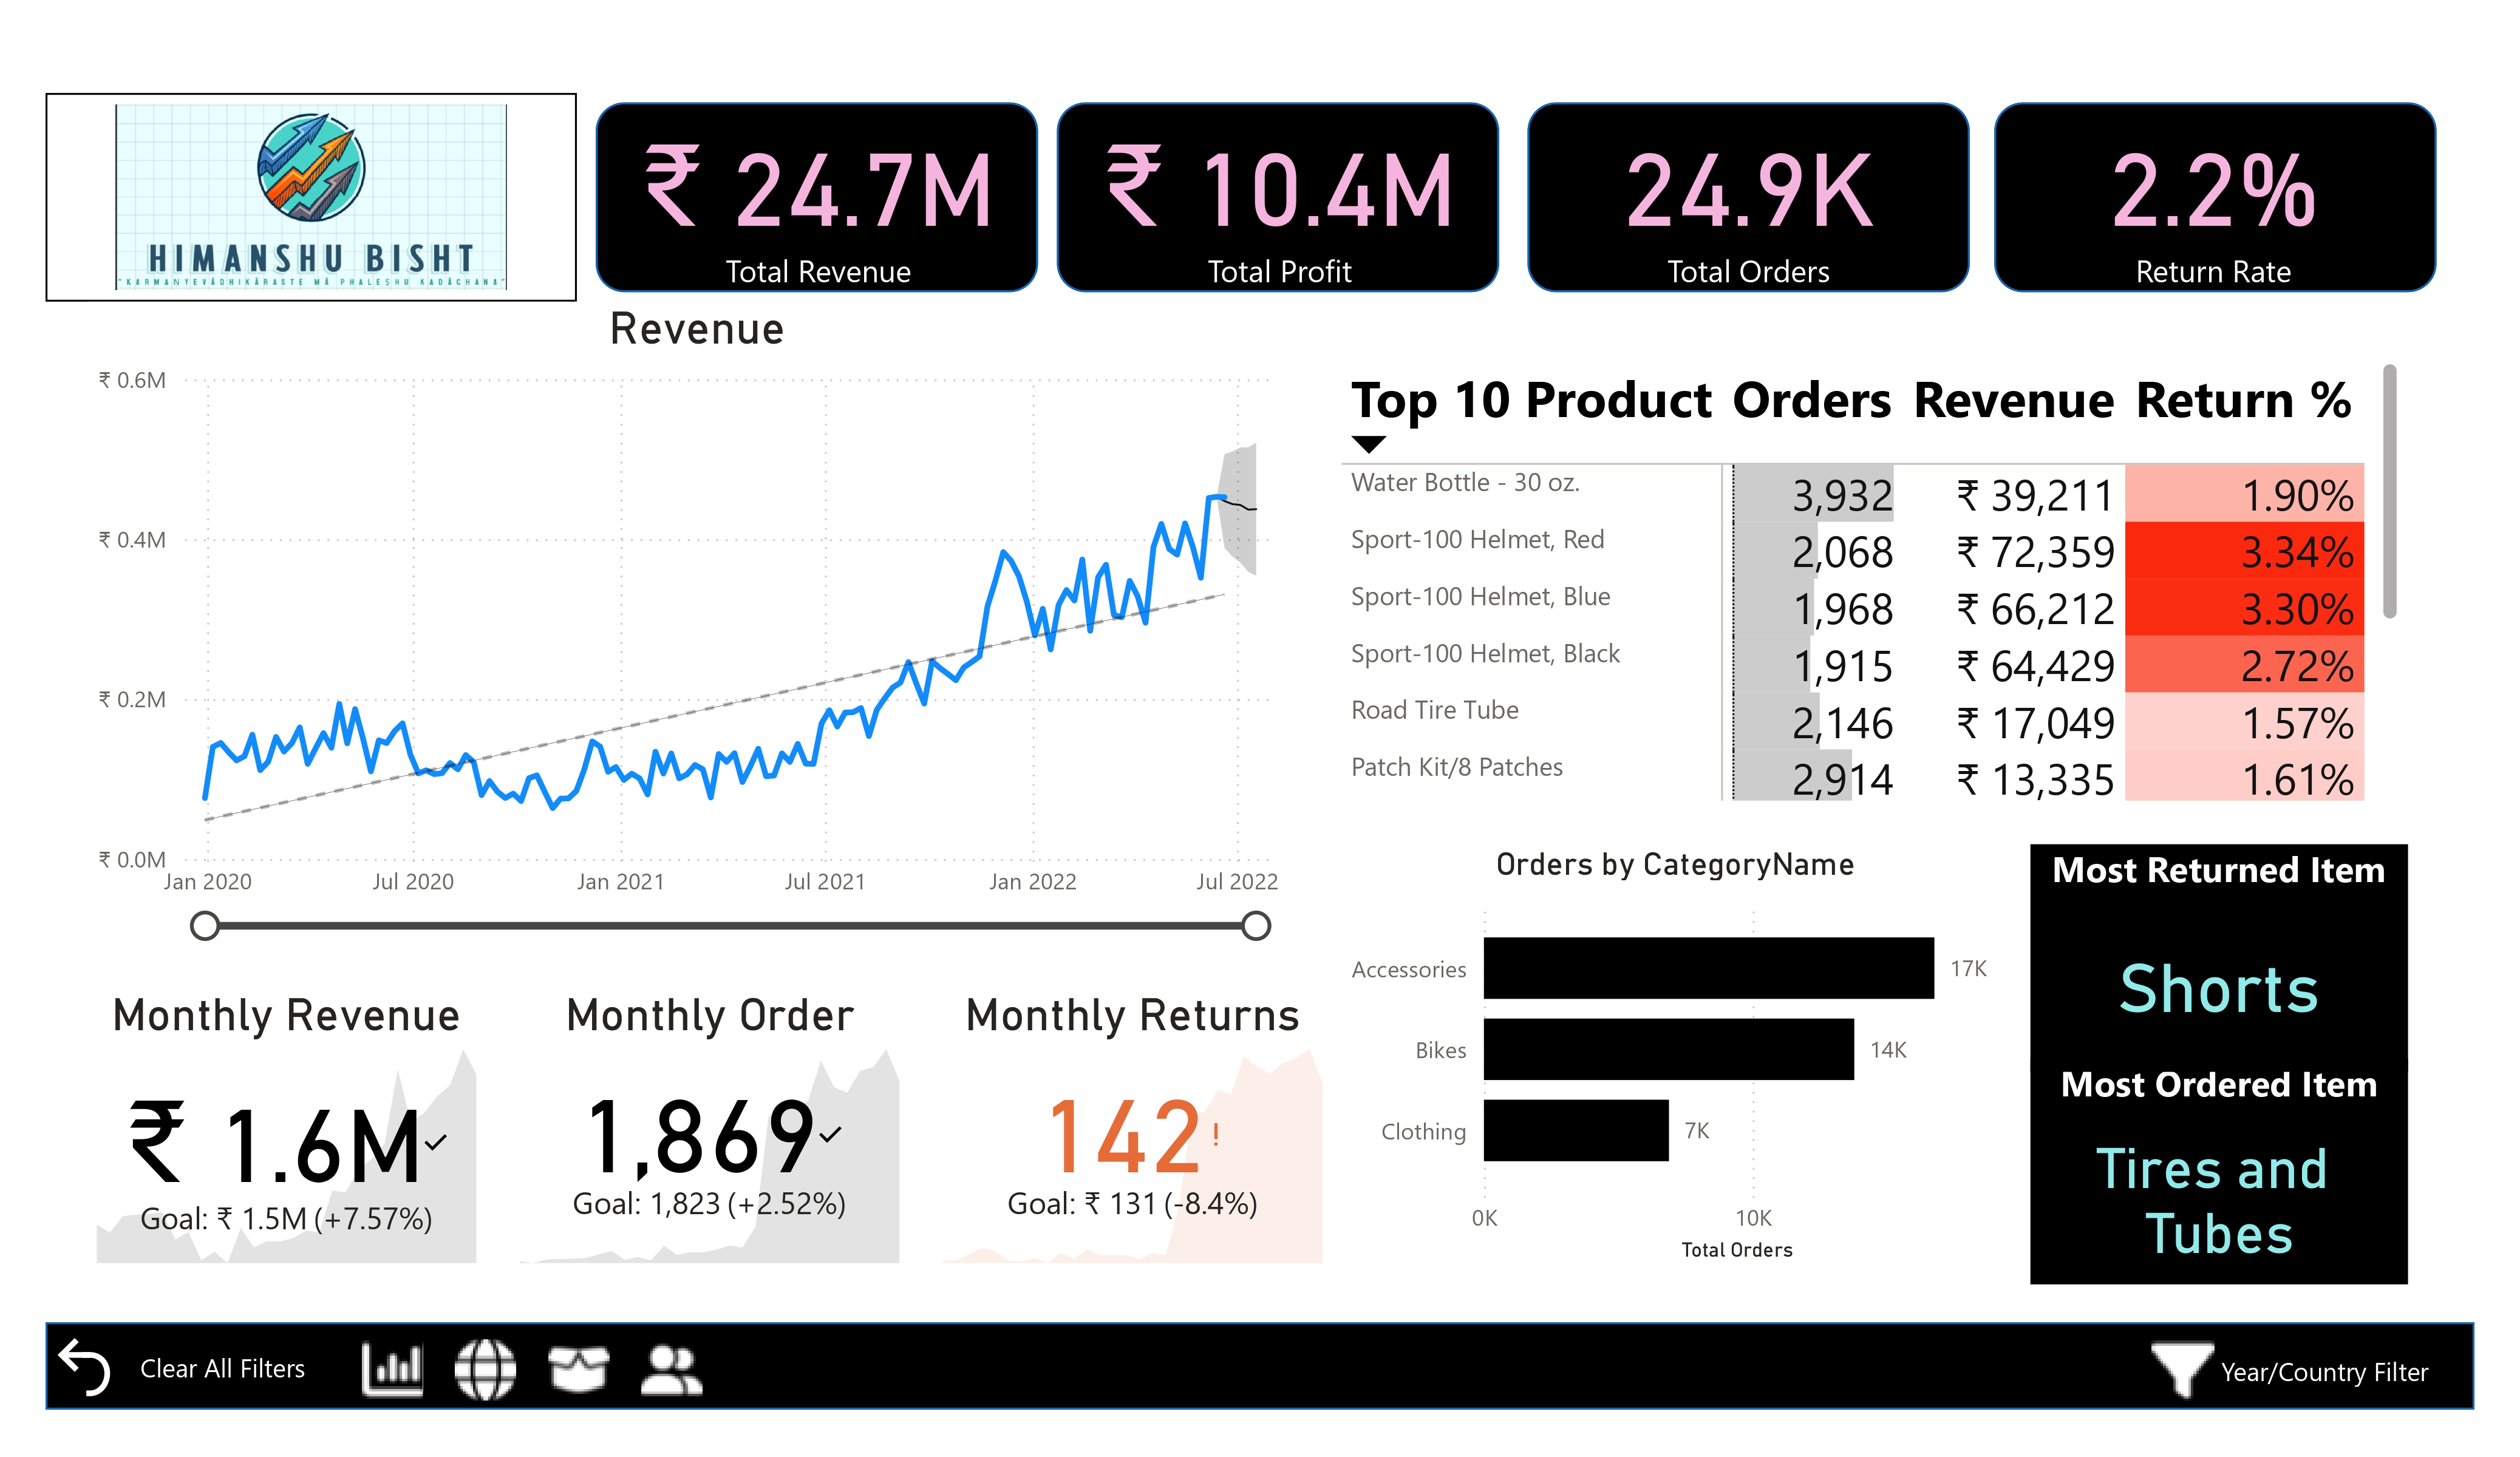 HIMANSHU BISHT
"KARMANYEVĀDHIKĀRASTE MĀ PHALESHU KADĀCHANA"
₹ 24.7M
Total Revenue
₹ 10.4M
Total Profit
24.9K
Total Orders
2.2%
Return Rate
Revenue
₹ 0.6M
₹ 0.4M
₹ 0.2M
₹ 0.0M
Jan 2020 Jul 2020 Jan 2021 Jul 2021 Jan 2022 Jul 2022
Top 10 Product Orders Revenue Return %
Water Bottle - 30 oz. 3,932 ₹ 39,211 1.90%
Sport-100 Helmet, Red 2,068 ₹ 72,359 3.34%
Sport-100 Helmet, Blue 1,968 ₹ 66,212 3.30%
Sport-100 Helmet, Black 1,915 ₹ 64,429 2.72%
Road Tire Tube 2,146 ₹ 17,049 1.57%
Patch Kit/8 Patches 2,914 ₹ 13,335 1.61%
Monthly Revenue
₹ 1.6M
Goal: ₹ 1.5M (+7.57%)
Monthly Order
1,869
Goal: 1,823 (+2.52%)
Monthly Returns
142 !
Goal: ₹ 131 (-8.4%)
Orders by CategoryName
Accessories 17K
Bikes 14K
Clothing 7K
0K 10K
Total Orders
Most Returned Item
Shorts
Most Ordered Item
Tires and
Tubes
Clear All Filters
Year/Country Filter